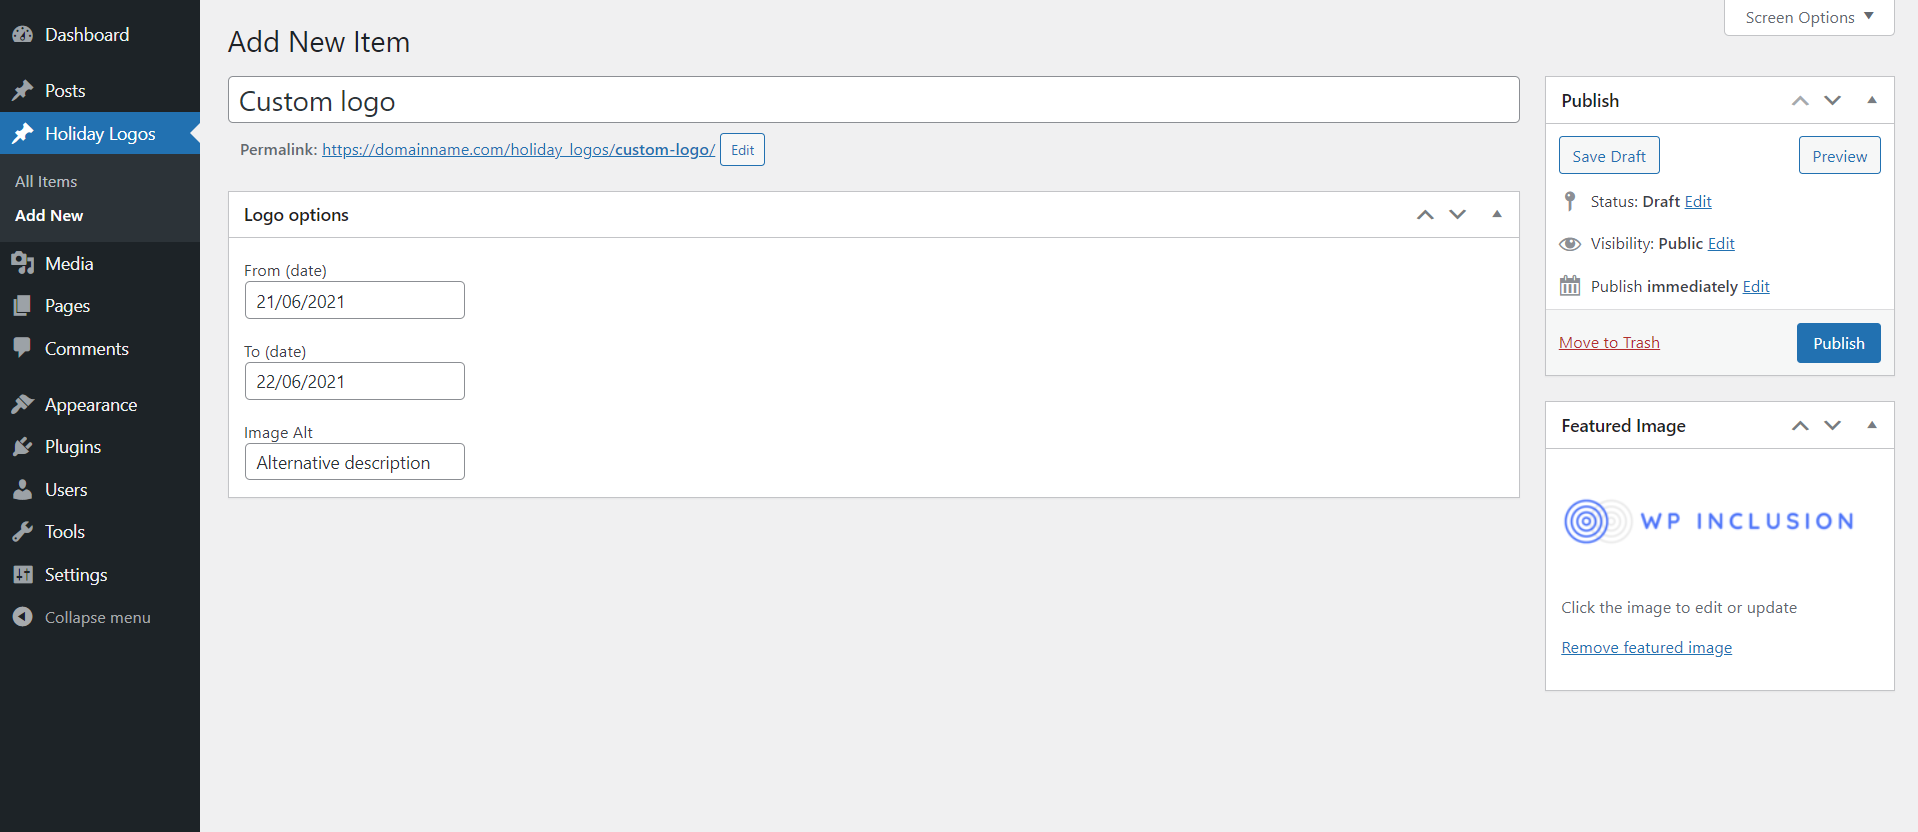 Dashboard
Posts
Holiday Logos
All Items
Add New
Media
Pages
Comments
Appearance
Plugins
Users
Tools
Settings
Collapse menu
Screen Options
Add New Item
Custom logo
Permalink: https://domainname.com/holiday_logos/custom-logo/ Edit
Logo options
From (date)
21/06/2021
To (date)
22/06/2021
Image Alt
Alternative description
Publish
Save Draft Preview
Status: Draft Edit
Visibility: Public Edit
Publish immediately Edit
Move to Trash Publish
Featured Image
WP INCLUSION
Click the image to edit or update
Remove featured image